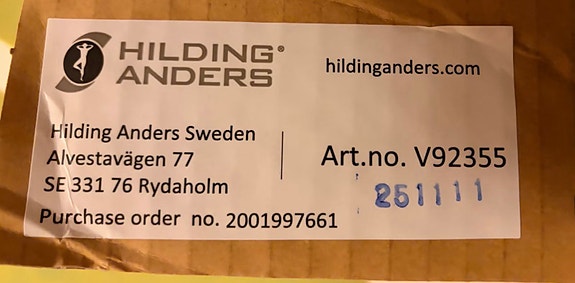 HILDING®
ANDERS
hildinganders.com
Hilding Anders Sweden
Alvestavägen 77
SE 331 76 Rydaholm
Purchase order no. 2001997661
Art.no. V92355
251111